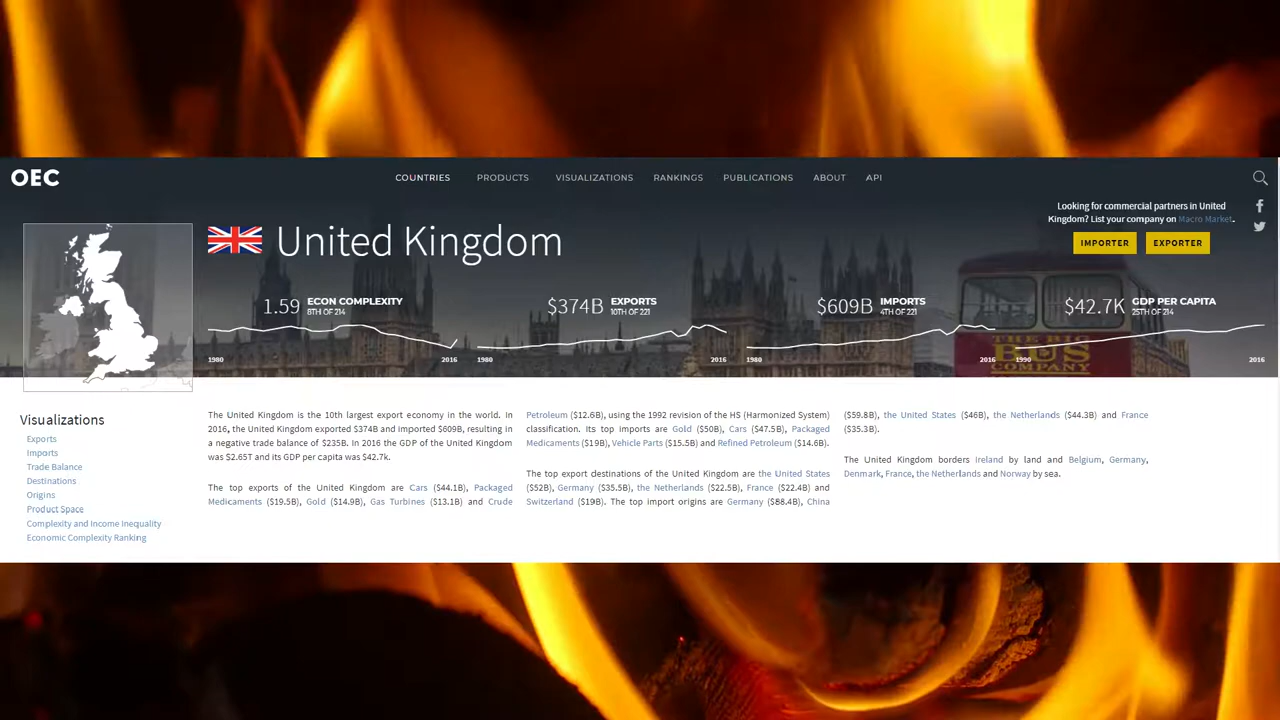 OEC
COUNTRIES PRODUCTS VISUALIZATIONS RANKINGS PUBLICATIONS ABOUT API
Looking for commercial partners in United
Kingdom? List your company on Macro Market.
IMPORTER EXPORTER
United Kingdom
1.59 ECON COMPLEXITY
8TH OF 214
1980 2016
$374B EXPORTS
10TH OF 221
1980 2016
$609B IMPORTS
4TH OF 221
1980 2016
$42.7K GDP PER CAPITA
25TH OF 214
1990 2016
THE BIG
BUS
COMPANY
Visualizations
Exports
Imports
Trade Balance
Destinations
Origins
Product Space
Complexity and Income Inequality
Economic Complexity Ranking
The United Kingdom is the 10th largest export economy in the world. In
2016, the United Kingdom exported $374B and imported $609B, resulting in
a negative trade balance of $235B. In 2016 the GDP of the United Kingdom
was $2.65T and its GDP per capita was $42.7k.
The top exports of the United Kingdom are Cars ($44.1B), Packaged
Medicaments ($19.5B), Gold ($14.9B), Gas Turbines ($13.1B) and Crude
Petroleum ($12.6B), using the 1992 revision of the HS (Harmonized System)
classification. Its top imports are Gold ($50B), Cars ($47.5B), Packaged
Medicaments ($19B), Vehicle Parts ($15.5B) and Refined Petroleum ($14.6B).
The top export destinations of the United Kingdom are the United States
($52B), Germany ($35.5B), the Netherlands ($22.5B), France ($22.4B) and
Switzerland ($19B). The top import origins are Germany ($88.4B), China
($59.8B), the United States ($46B), the Netherlands ($44.3B) and France
($35.3B).
The United Kingdom borders Ireland by land and Belgium, Germany,
Denmark, France, the Netherlands and Norway by sea.